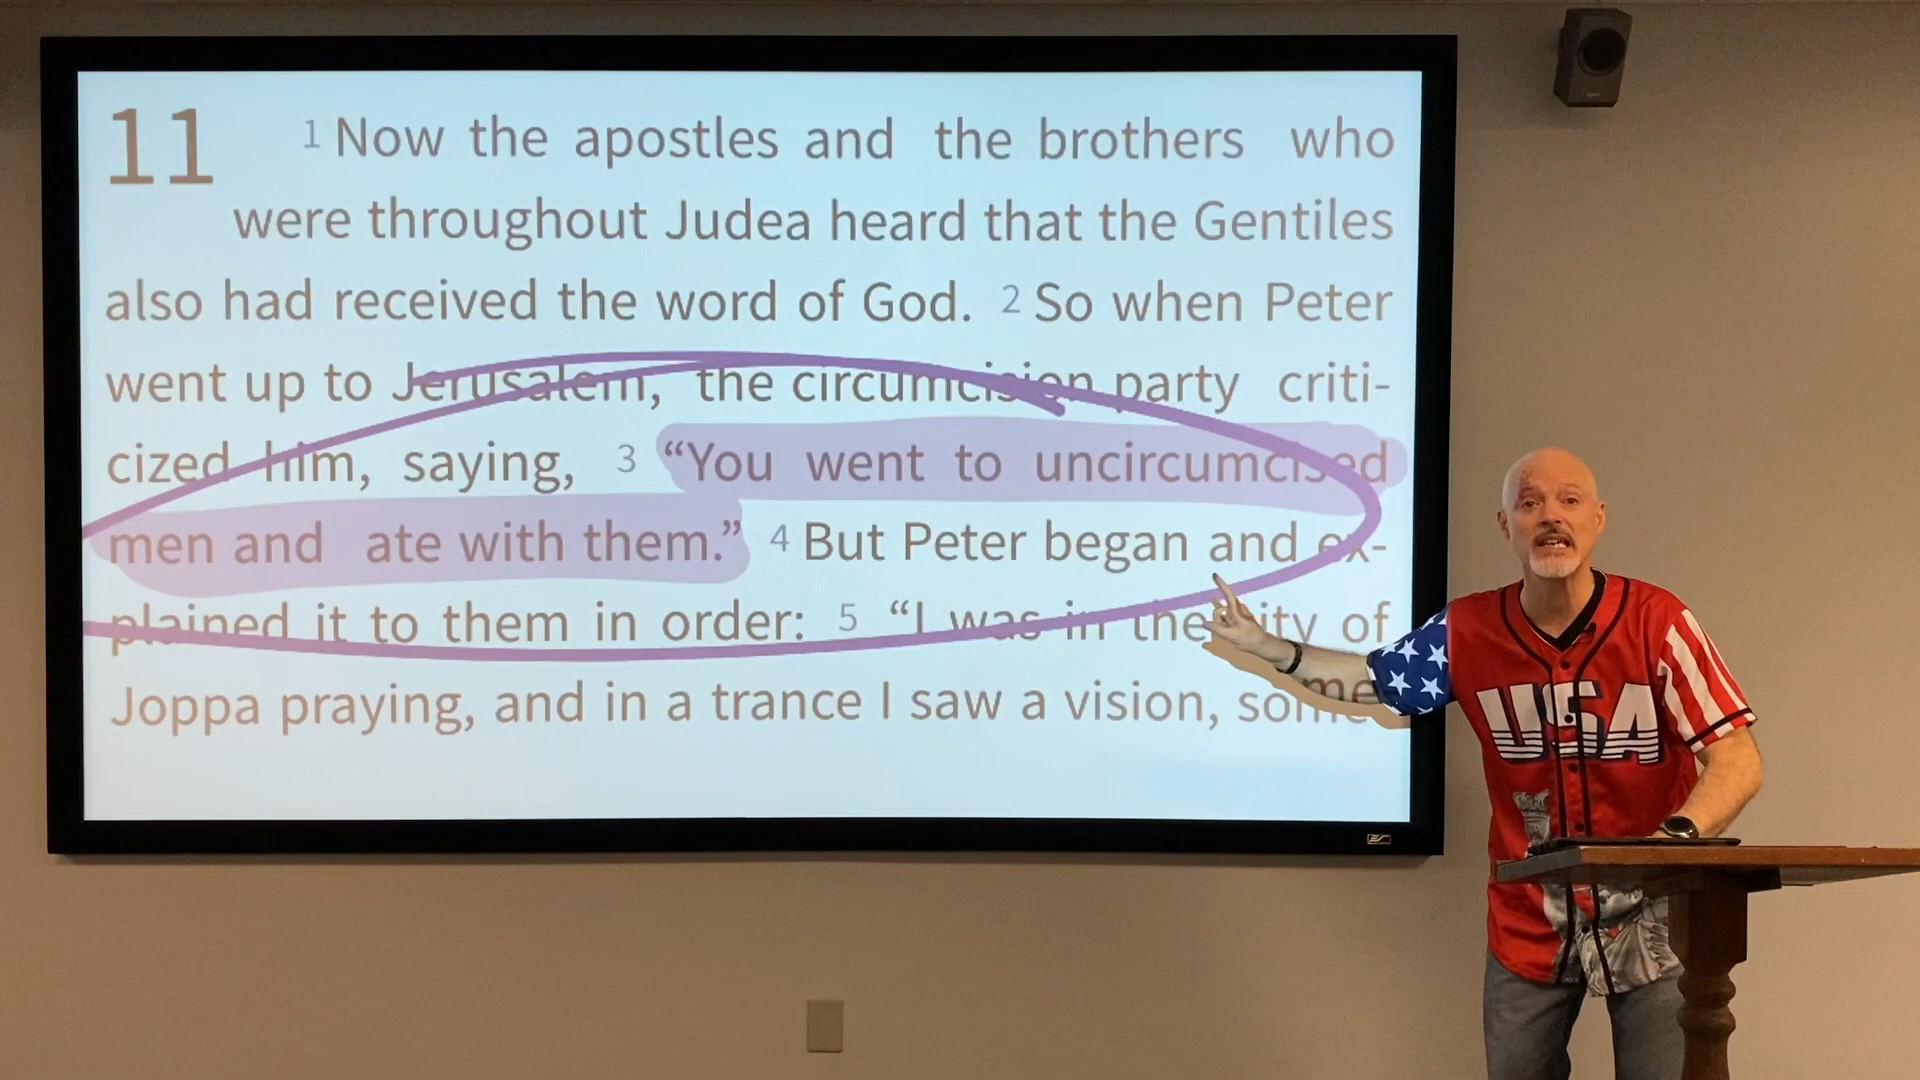 11 1 Now the apostles and the brothers who
were throughout Judea heard that the Gentiles
also had received the word of God. 2 So when Peter
went up to Jerusalem, the circumcision party criti-
cized him, saying, 3 “You went to uncircumcised
men and ate with them.” 4 But Peter began and ex-
plained it to them in order: 5 “I was in the city of
Joppa praying, and in a trance I saw a vision, some-
USA